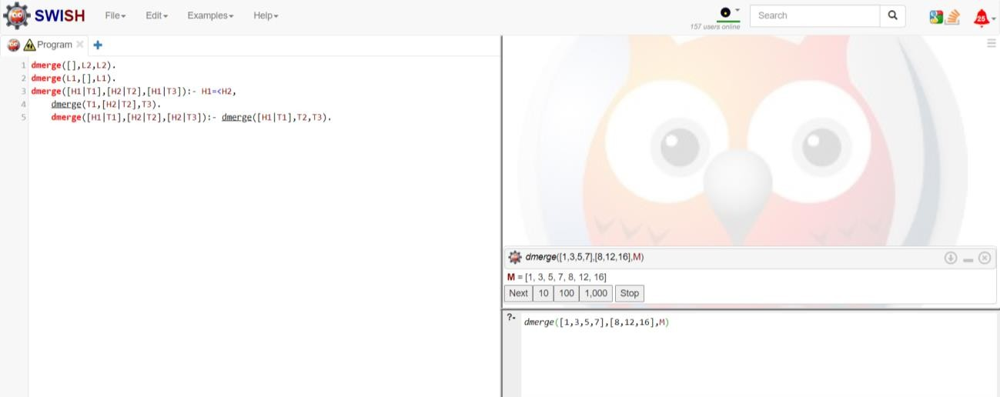 SWISH File Edit Examples Help 157 users online Search 25
Program
1 dmerge([],L2,L2).
2 dmerge(L1,[],L1).
3 dmerge([H1|T1],[H2|T2],[H1|T3]):- H1=<H2,
4 dmerge(T1,[H2|T2],T3).
5 dmerge([H1|T1],[H2|T2],[H2|T3]):- dmerge([H1|T1],T2,T3).
dmerge([1,3,5,7],[8,12,16],M)
M = [1, 3, 5, 7, 8, 12, 16]
Next 10 100 1,000 Stop
?- dmerge([1,3,5,7],[8,12,16],M)